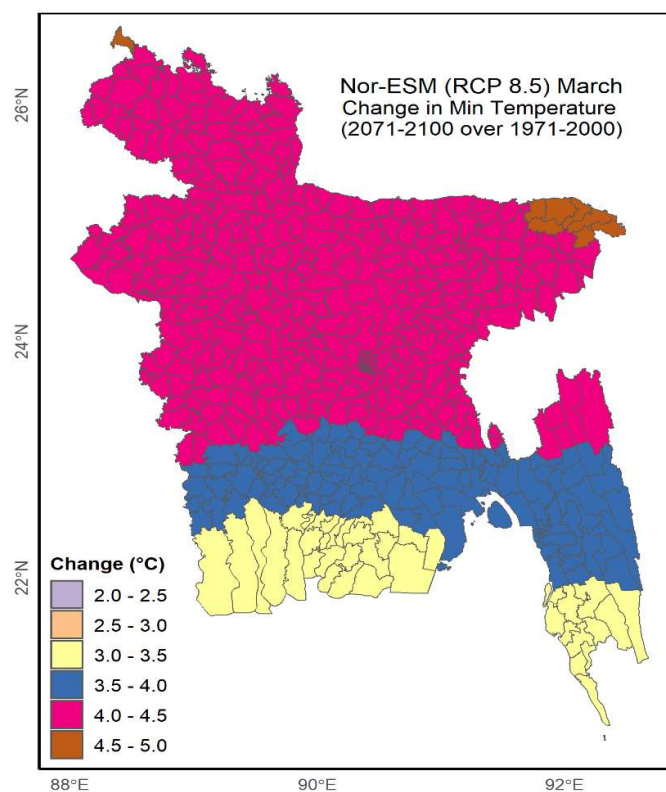 Nor-ESM (RCP 8.5) March
Change in Min Temperature
(2071-2100 over 1971-2000)
26°N
24°N
22°N
Change (°C)
2.0 - 2.5
2.5 - 3.0
3.0 - 3.5
3.5 - 4.0
4.0 - 4.5
4.5 - 5.0
88°E
90°E
92°E